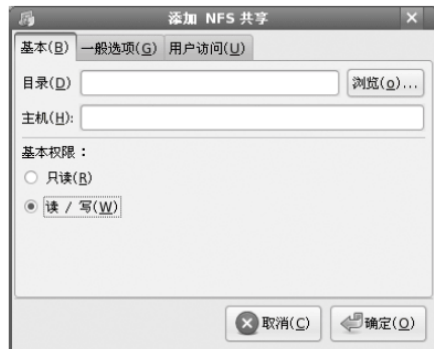 添加 NFS 共享
基本(B) 一般选项(G) 用户访问(U)
目录(D) 浏览(o)...
主机(H):
基本权限：
只读(R)
读 / 写(W)
取消(C) 确定(O)